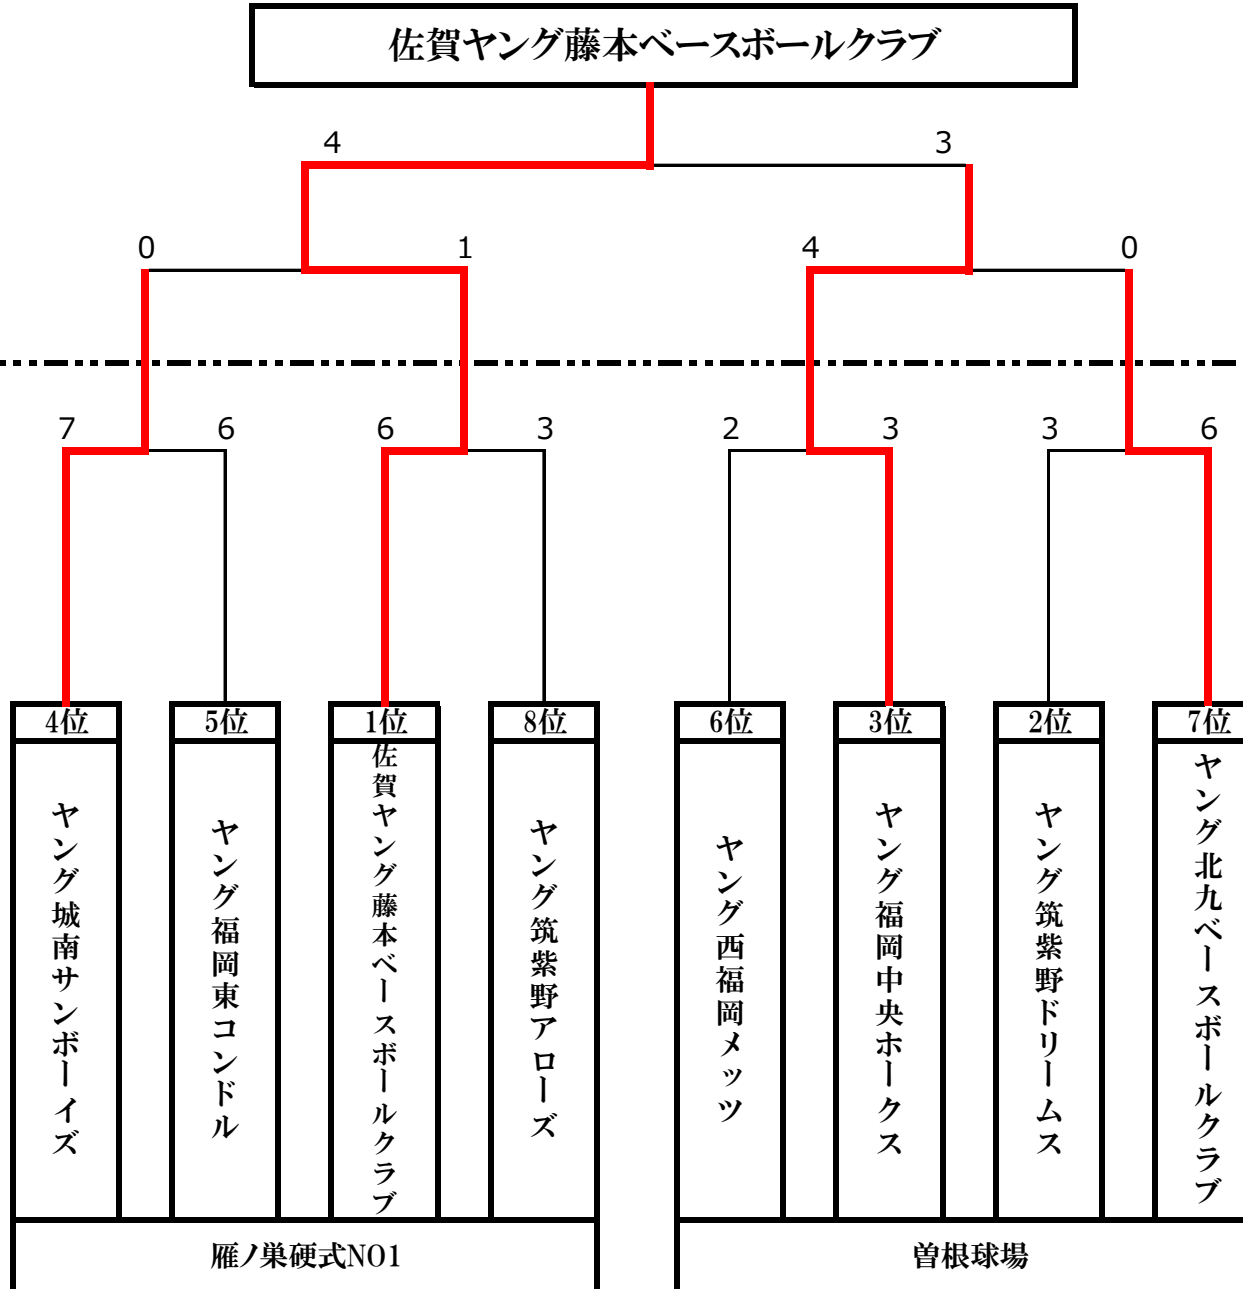 佐賀ヤング藤本ベースボールクラブ
4 3
0 1 4 0
7 6 6 3 2 3 3 6
4位 5位 1位 8位 6位 3位 2位 7位
ヤング城南サンボーイズ
ヤング福岡東コンドル
佐賀ヤング藤本ベースボールクラブ
ヤング筑紫野アローズ
ヤング西福岡メッツ
ヤング福岡中央ホークス
ヤング筑紫野ドリームス
ヤング北九ベースボールクラブ
雁ノ巣硬式NO1 曽根球場